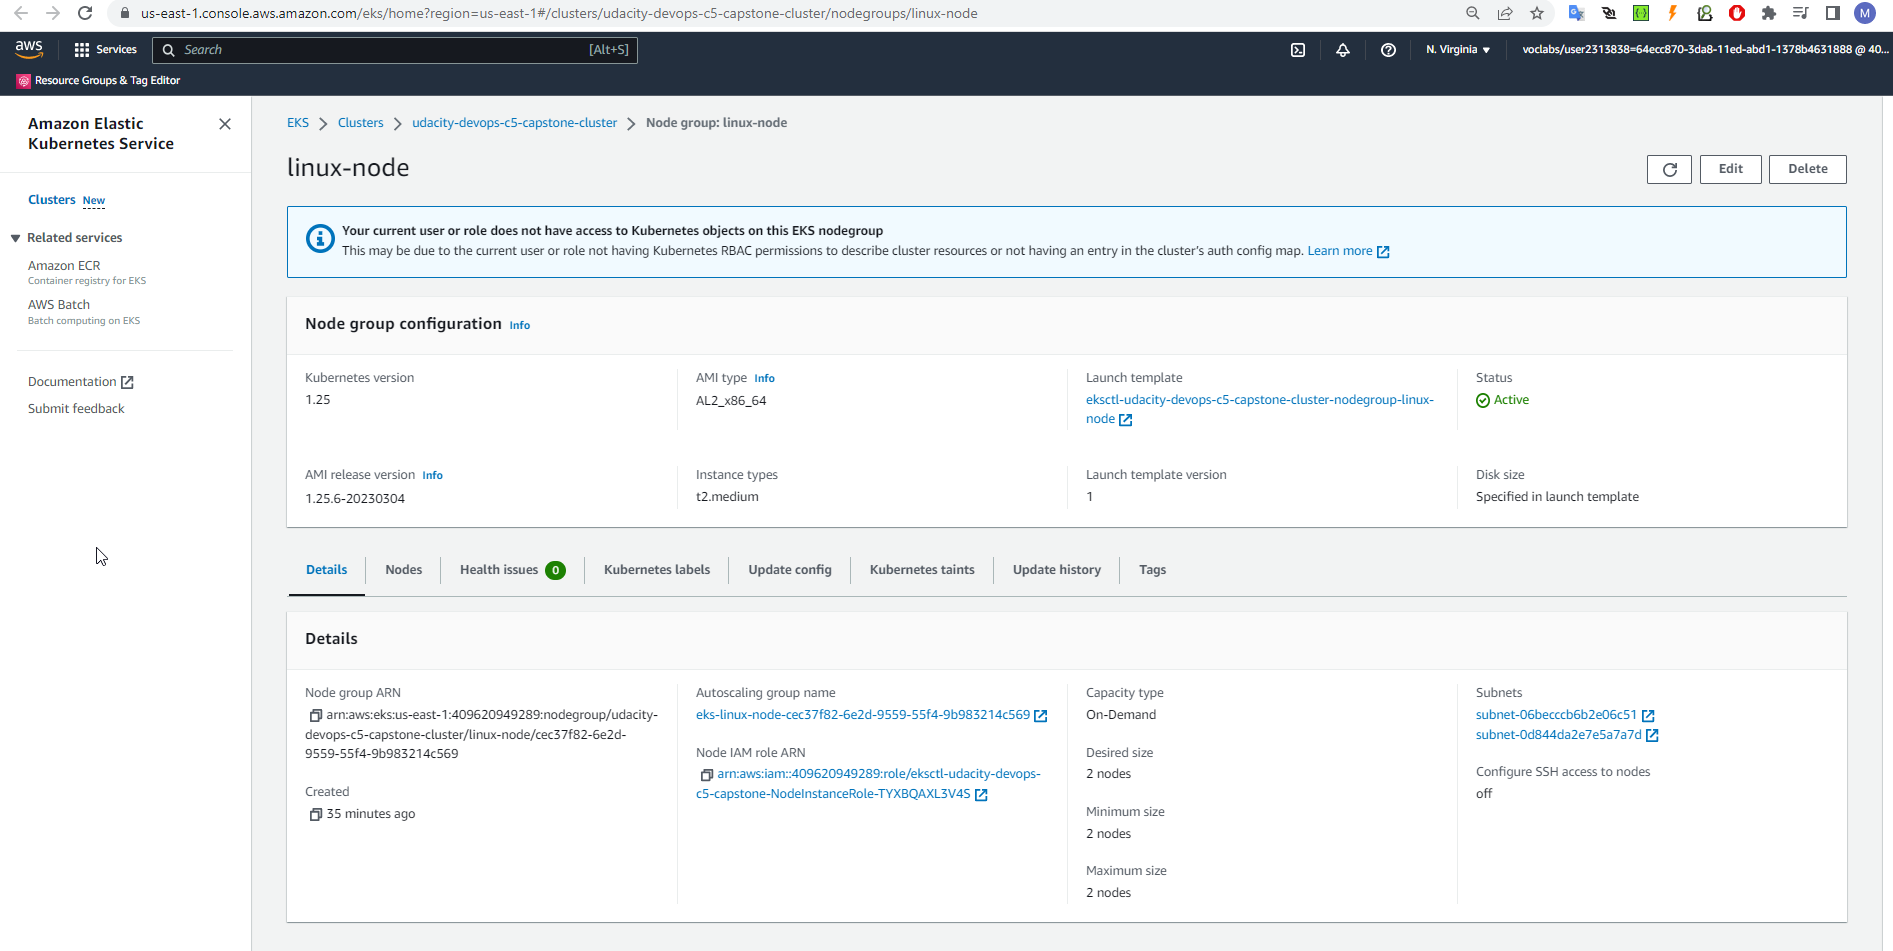 us-east-1.console.aws.amazon.com/eks/home?region=us-east-1#/clusters/udacity-devops-c5-capstone-cluster/nodegroups/linux-node
M
aws
Services
Search
[Alt+S]
N. Virginia
voclabs/user2313838=64ecc870-3da8-11ed-abd1-1378b4631888 @ 40...
Resource Groups & Tag Editor
Amazon Elastic
Kubernetes Service
Clusters New
Related services
Amazon ECR
Container registry for EKS
AWS Batch
Batch computing on EKS
Documentation
Submit feedback
EKS
Clusters
udacity-devops-c5-capstone-cluster
Node group: linux-node
linux-node
Edit
Delete
Your current user or role does not have access to Kubernetes objects on this EKS nodegroup
This may be due to the current user or role not having Kubernetes RBAC permissions to describe cluster resources or not having an entry in the cluster's auth config map. Learn more
Node group configuration Info
Kubernetes version
1.25
AMI type Info
AL2_x86_64
Launch template
eksctl-udacity-devops-c5-capstone-cluster-nodegroup-linux-
node
Status
Active
AMI release version Info
1.25.6-20230304
Instance types
t2.medium
Launch template version
1
Disk size
Specified in launch template
Details
Nodes
Health issues 0
Kubernetes labels
Update config
Kubernetes taints
Update history
Tags
Details
Node group ARN
arn:aws:eks:us-east-1:409620949289:nodegroup/udacity-
devops-c5-capstone-cluster/linux-node/cec37f82-6e2d-
9559-55f4-9b983214c569
Created
35 minutes ago
Autoscaling group name
eks-linux-node-cec37f82-6e2d-9559-55f4-9b983214c569
Node IAM role ARN
arn:aws:iam::409620949289:role/eksctl-udacity-devops-
c5-capstone-NodeInstanceRole-TYXBQAXL3V4S
Capacity type
On-Demand
Desired size
2 nodes
Minimum size
2 nodes
Maximum size
2 nodes
Subnets
subnet-06becccb6b2e06c51
subnet-0d844da2e7e5a7a7d
Configure SSH access to nodes
off